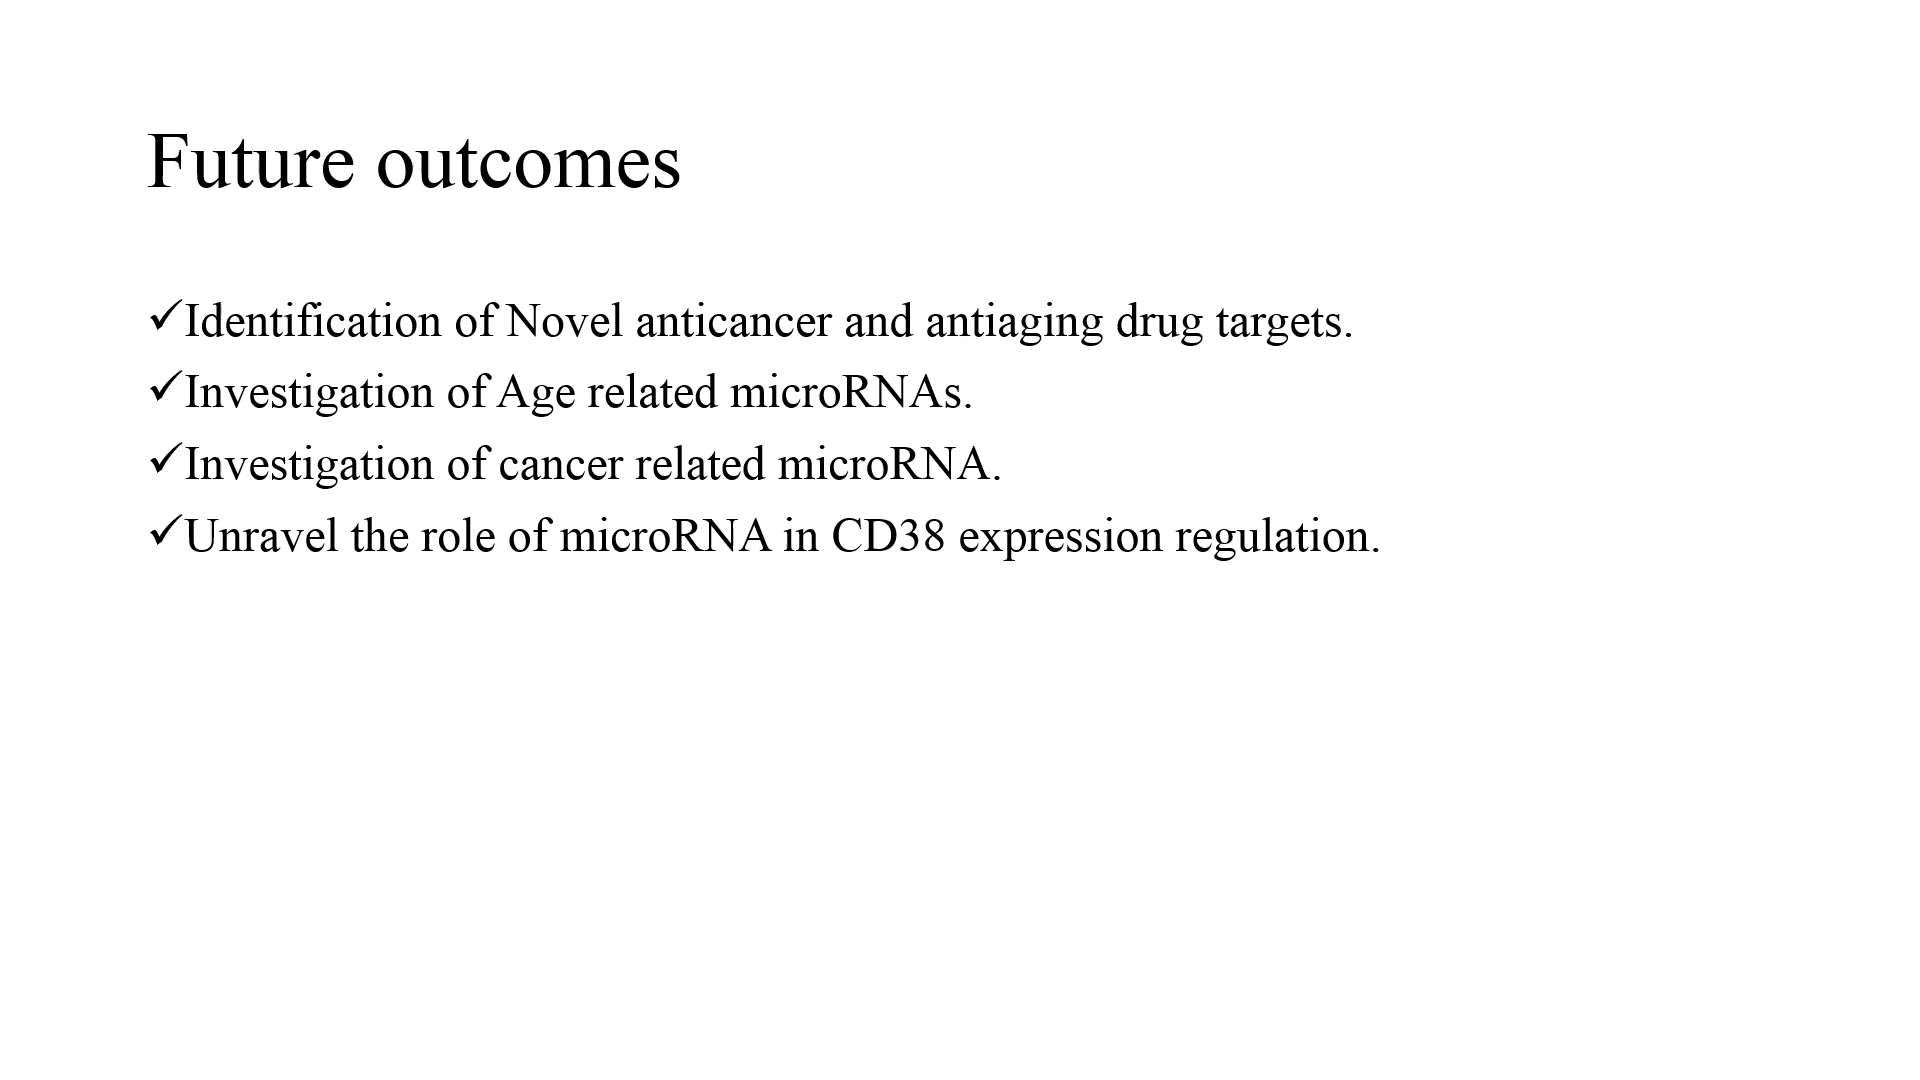 Future outcomes
✓Identification of Novel anticancer and antiaging drug targets.
✓Investigation of Age related microRNAs.
✓Investigation of cancer related microRNA.
✓Unravel the role of microRNA in CD38 expression regulation.